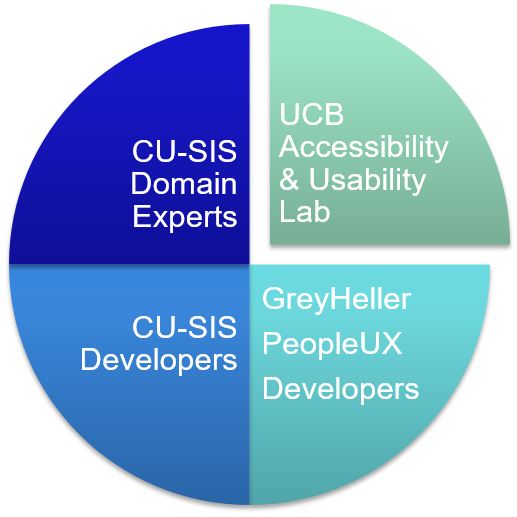 UCB
Accessibility
& Usability
Lab
CU-SIS
Domain
Experts
GreyHeller
PeopleUX
Developers
CU-SIS
Developers